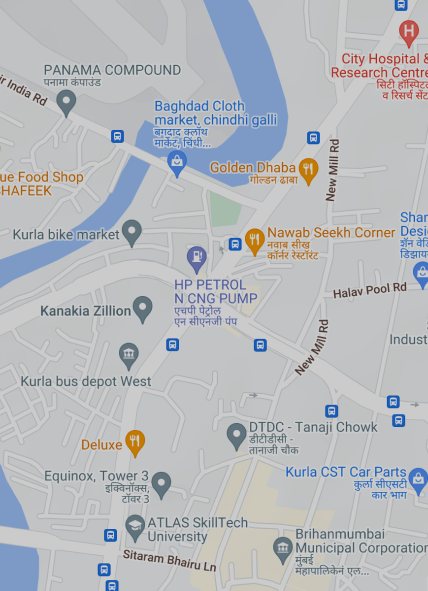 City Hospital &
Research Centre
सिटी हॉस्पिटल
व रिसर्च सेंट
PANAMA COMPOUND
पनामा कंपाउंड
ir India Rd
Baghdad Cloth
market, chindhi galli
बगदाद क्लॉथ
मार्केट, चिंधी...
New Mill Rd
Golden Dhaba
गोल्डन ढाबा
ue Food Shop
HAFEEK
Kurla bike market
Nawab Seekh Corner
नवाब सीख
कॉर्नर रेस्टॉरंट
Shan
Desi
शॅन वेडि
डिझाय
HP PETROL
N CNG PUMP
एचपी पेट्रोल
एन सीएनजी पंप
Halav Pool Rd
Kanakia Zillion
New Mill Rd
Indust
Kurla bus depot West
DTDC - Tanaji Chowk
डीटीडीसी -
तानाजी चौक
Deluxe
Equinox, Tower 3
इक्विनॉक्स,
टॉवर 3
Kurla CST Car Parts
कुर्ला सीएसटी
कार भाग
ATLAS SkillTech
University
Brihanmumbai
Municipal Corporation
मुंबई
महापालिकेन एल...
Sitaram Bhairu Ln